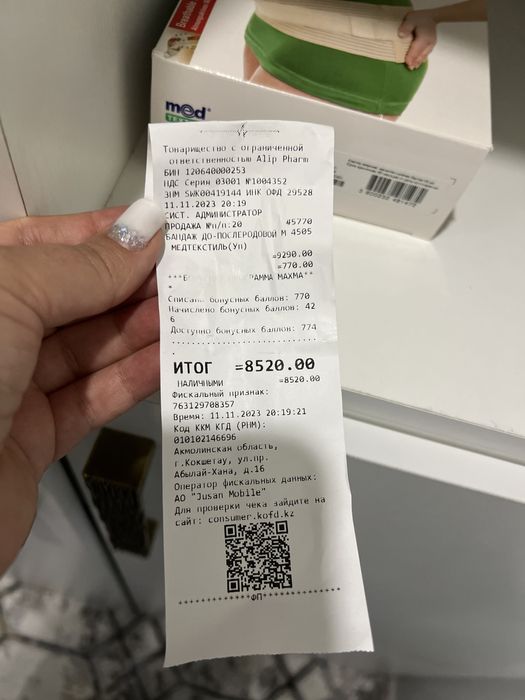 Breathable
med
Товарищество с ограниченной
ответственностью Alip Pharm
БИН 120640000253
НДС Серия 03001 №1004352
ЗНМ SWK00419144 ИНК ОФД 29528
11.11.2023 20:19
СИСТ. АДМИНИСТРАТОР
ПРОДАЖА №п/п:20 #5770
БАНДАЖ ДО-ПОСЛЕРОДОВОЙ М 4505
МЕДТЕКСТИЛЬ(Уп)
=9290.00
=770.00
МАХМА**
*
Списано бонусных баллов: 770
Начислено бонусных баллов: 42
6
Доступно бонусных баллов: 774
.............................
.
ИТОГ =8520.00
НАЛИЧНЫМИ =8520.00
Фискальный признак:
763129708357
Время: 11.11.2023 20:19:21
Код ККМ КГД (РНМ):
010102146696
Акмолинская область,
г.Кокшетау, ул.пр.
Абылай-Хана, д.16
Оператор фискальных данных:
АО "Jusan Mobile"
Для проверки чека зайдите на
сайт: consumer.kofd.kz
*************ФП**************